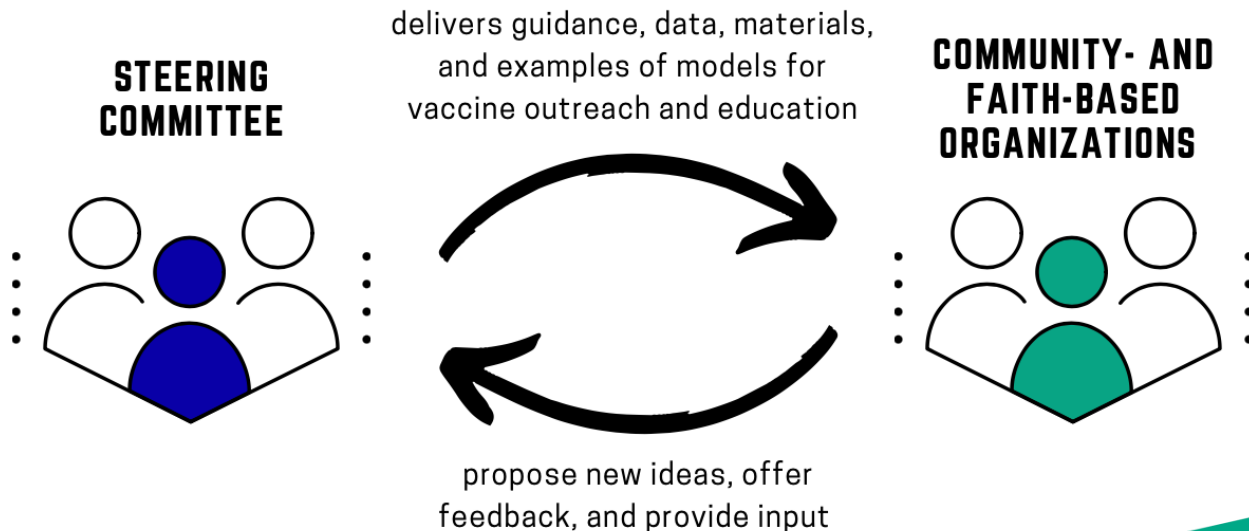 STEERING
COMMITTEE
delivers guidance, data, materials,
and examples of models for
vaccine outreach and education
COMMUNITY- AND
FAITH-BASED
ORGANIZATIONS
propose new ideas, offer
feedback, and provide input